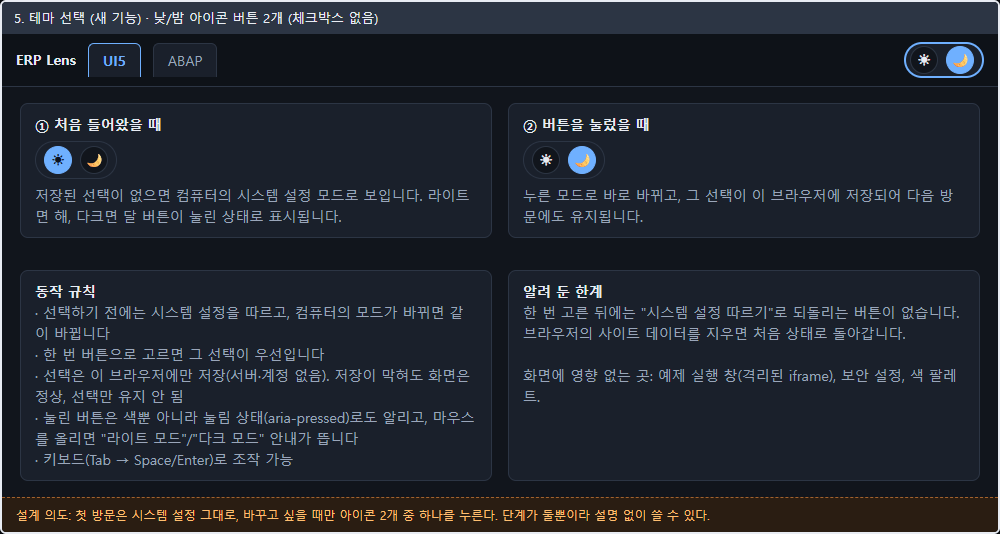 5. 테마 선택 (새 기능) · 낮/밤 아이콘 버튼 2개 (체크박스 없음)
ERP Lens UI5 ABAP
① 처음 들어왔을 때
저장된 선택이 없으면 컴퓨터의 시스템 설정 모드로 보입니다. 라이트
면 해, 다크면 달 버튼이 눌린 상태로 표시됩니다.
② 버튼을 눌렀을 때
누른 모드로 바로 바뀌고, 그 선택이 이 브라우저에 저장되어 다음 방
문에도 유지됩니다.
동작 규칙
· 선택하기 전에는 시스템 설정을 따르고, 컴퓨터의 모드가 바뀌면 같
이 바뀝니다
· 한 번 버튼으로 고르면 그 선택이 우선입니다
· 선택은 이 브라우저에만 저장(서버·계정 없음). 저장이 막혀도 화면은
정상, 선택만 유지 안 됨
· 눌린 버튼은 색뿐 아니라 눌림 상태(aria-pressed)로도 알리고, 마우스
를 올리면 "라이트 모드"/"다크 모드" 안내가 뜹니다
· 키보드(Tab → Space/Enter)로 조작 가능
알려 둔 한계
한 번 고른 뒤에는 "시스템 설정 따르기"로 되돌리는 버튼이 없습니다.
브라우저의 사이트 데이터를 지우면 처음 상태로 돌아갑니다.
화면에 영향 없는 곳: 예제 실행 창(격리된 iframe), 보안 설정, 색 팔레
트.
설계 의도: 첫 방문은 시스템 설정 그대로, 바꾸고 싶을 때만 아이콘 2개 중 하나를 누른다. 단계가 둘뿐이라 설명 없이 쓸 수 있다.